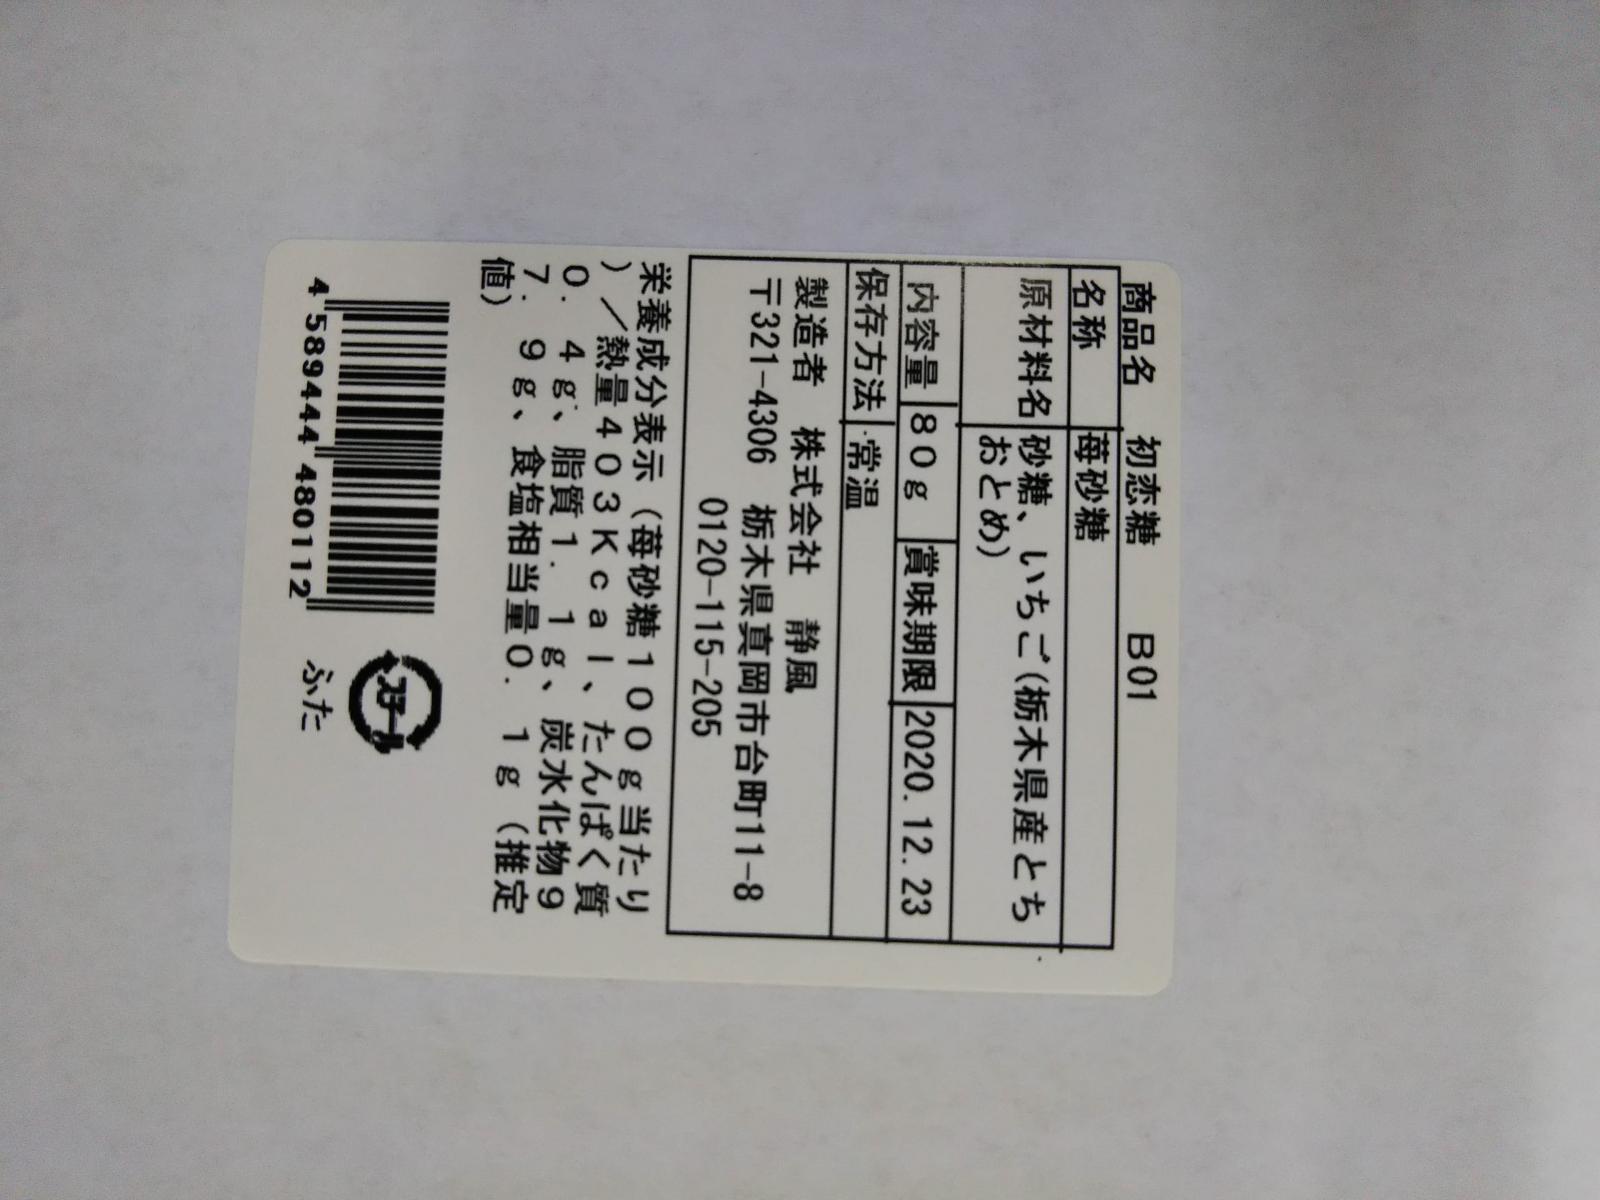 商品名 初恋糖 B01
名称 苺砂糖
原材料名 砂糖、いちご(栃木県産とち
おとめ)
内容量 80g 賞味期限 2020.12.23
保存方法 常温
製造者 株式会社 静風
〒321-4306 栃木県真岡市台町11-8
0120-115-205
栄養成分表示(苺砂糖100g当たり
)/熱量403Kcal、たんぱく質
0.4g、脂質1.1g、炭水化物9
7.9g、食塩相当量0.1g(推定
値)
4 589444 480112
スチール
ふた